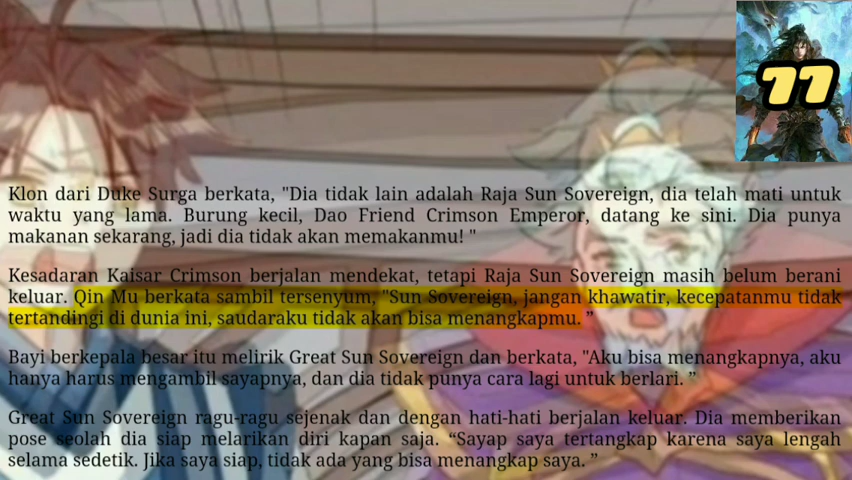 77
Klon dari Duke Surga berkata, "Dia tidak lain adalah Raja Sun Sovereign, dia telah mati untuk
waktu yang lama. Burung kecil, Dao Friend Crimson Emperor, datang ke sini. Dia punya
makanan sekarang, jadi dia tidak akan memakanmu! "
Kesadaran Kaisar Crimson berjalan mendekat, tetapi Raja Sun Sovereign masih belum berani
keluar. Qin Mu berkata sambil tersenyum, "Sun Sovereign, jangan khawatir, kecepatanmu tidak
tertandingi di dunia ini, saudaraku tidak akan bisa menangkapmu. ”
Bayi berkepala besar itu melirik Great Sun Sovereign dan berkata, "Aku bisa menangkapnya, aku
hanya harus mengambil sayapnya, dan dia tidak punya cara lagi untuk berlari. ”
Great Sun Sovereign ragu-ragu sejenak dan dengan hati-hati berjalan keluar. Dia memberikan
pose seolah dia siap melarikan diri kapan saja. “Sayap saya tertangkap karena saya lengah
selama sedetik. Jika saya siap, tidak ada yang bisa menangkap saya. ”